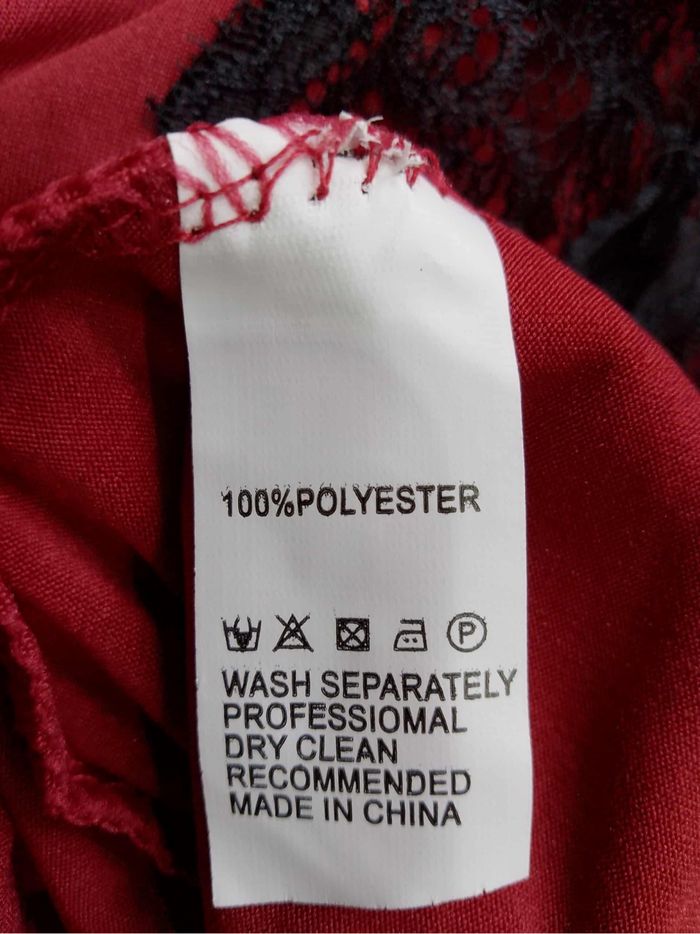 100%POLYESTER
P
WASH SEPARATELY
PROFESSIOMAL
DRY CLEAN
RECOMMENDED
MADE IN CHINA